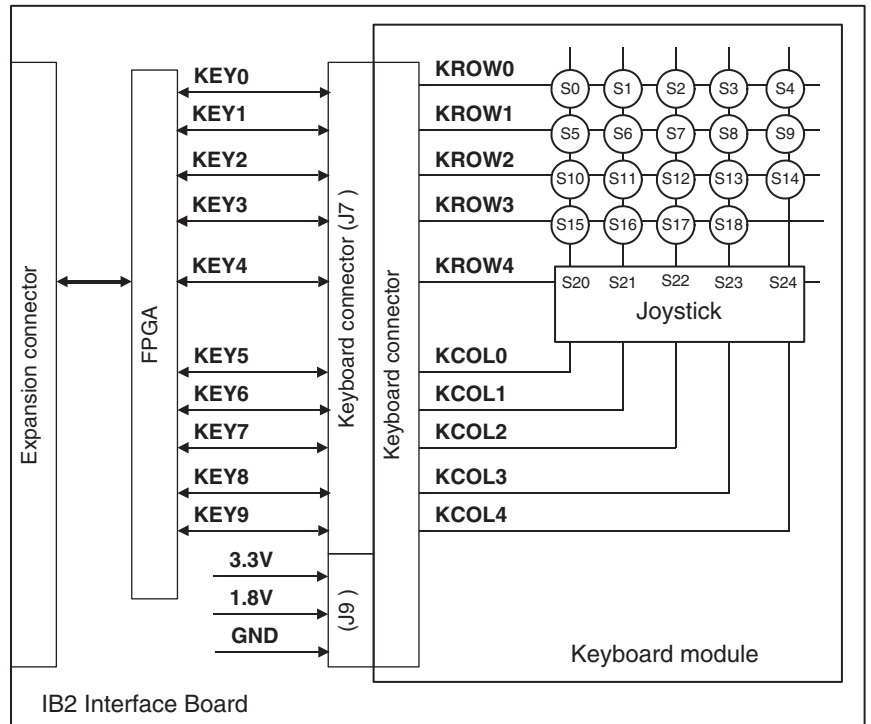 Expansion connector
FPGA
KEY0
KEY1
KEY2
KEY3
KEY4
KEY5
KEY6
KEY7
KEY8
KEY9
3.3V
1.8V
GND
Keyboard connector (J7 )
(J9 )
Keyboard connector
KROW0
KROW1
KROW2
KROW3
KROW4
KCOL0
KCOL1
KCOL2
KCOL3
KCOL4
S0 S1 S2 S3 S4
S5 S6 S7 S8 S9
S10 S11 S12 S13 S14
S15 S16 S17 S18
S20 S21 S22 S23 S24
Joystick
Keyboard module
IB2 Interface Board